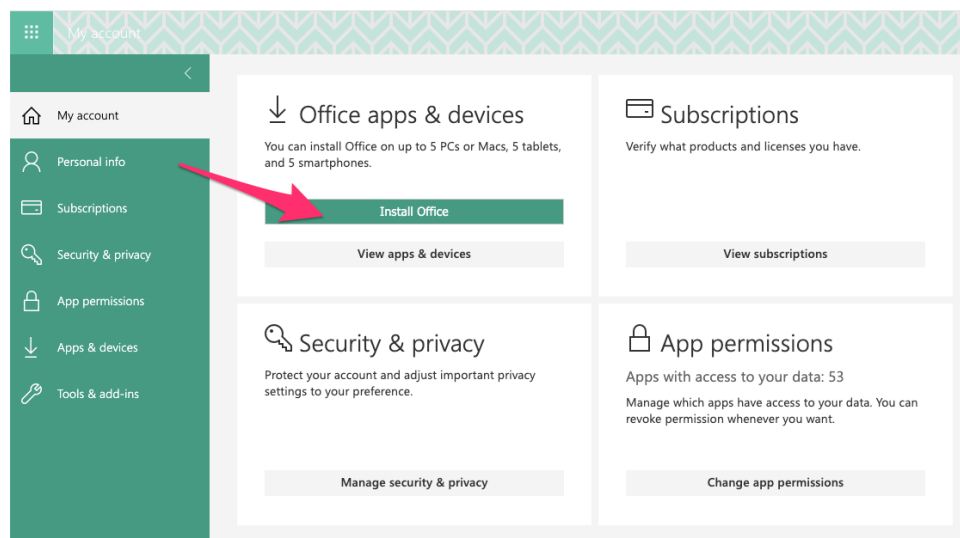 My account
My account
Personal info
Subscriptions
Security & privacy
App permissions
Apps & devices
Tools & add-ins
Office apps & devices
You can install Office on up to 5 PCs or Macs, 5 tablets,
and 5 smartphones.
Install Office
View apps & devices
Subscriptions
Verify what products and licenses you have.
View subscriptions
Security & privacy
Protect your account and adjust important privacy
settings to your preference.
Manage security & privacy
App permissions
Apps with access to your data: 53
Manage which apps have access to your data. You can
revoke permission whenever you want.
Change app permissions